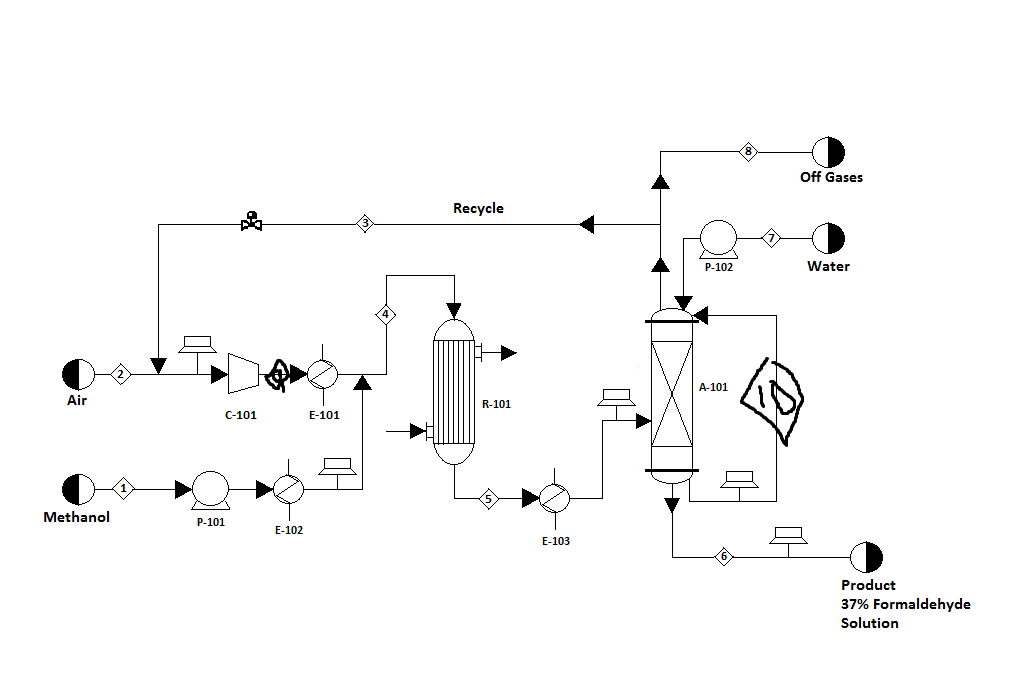 8
Off Gases
Recycle
3
7
P-102
Water
4
2
Air
C-101
E-101
R-101
A-101
10
1
Methanol
P-101
E-102
5
E-103
6
Product
37% Formaldehyde
Solution